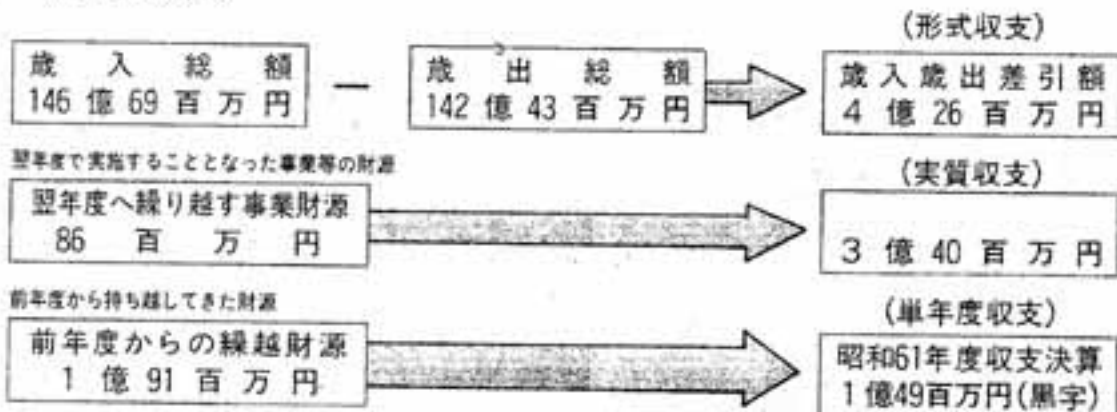 (形式収支)
歳入総額
146億69百万円
−
歳出総額
142億43百万円
歳入歳出差引額
4億26百万円
翌年度で実施することとなった事業等の財源
翌年度へ繰り越す事業財源
86百万円
(実質収支)
3億40百万円
前年度から持ち越してきた財源
前年度からの繰越財源
1億91百万円
(単年度収支)
昭和61年度収支決算
1億49百万円(黒字)